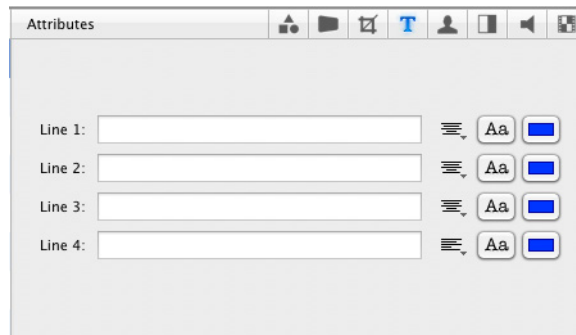 Attributes
T
Line 1:
Aa
Line 2:
Aa
Line 3:
Aa
Line 4:
Aa